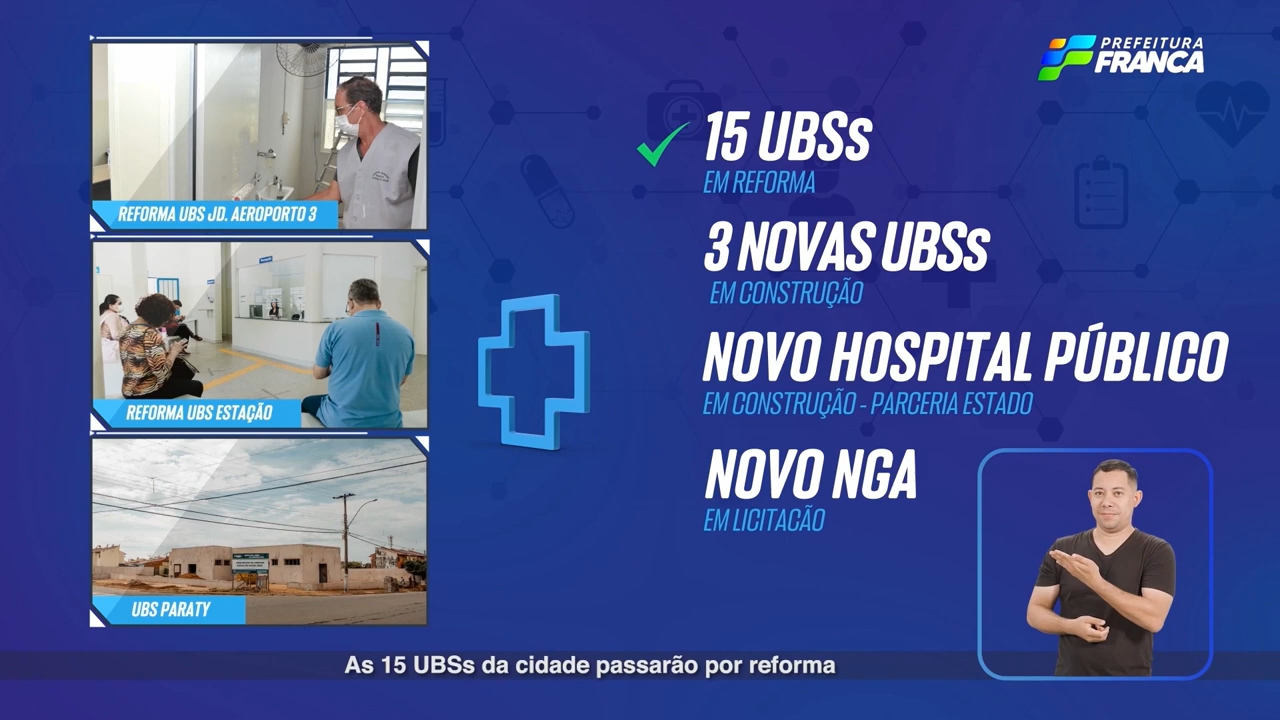 PREFEITURA
FRANCA
REFORMA UBS JD. AEROPORTO 3
REFORMA UBS ESTAÇÃO
UBS PARATY
15 UBSs
EM REFORMA
3 NOVAS UBSs
EM CONSTRUÇÃO
NOVO HOSPITAL PÚBLICO
EM CONSTRUÇÃO - PARCERIA ESTADO
NOVO NGA
EM LICITACÃO
As 15 UBSs da cidade passarão por reforma